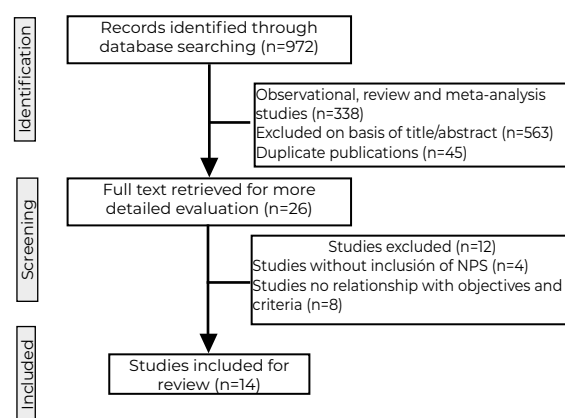 Identification
Records identified through
database searching (n=972)
Observational, review and meta-analysis
studies (n=338)
Excluded on basis of title/abstract (n=563)
Duplicate publications (n=45)
Screening
Full text retrieved for more
detailed evaluation (n=26)
Studies excluded (n=12)
Studies without inclusión of NPS (n=4)
Studies no relationship with objectives and
criteria (n=8)
Included
Studies included for
review (n=14)